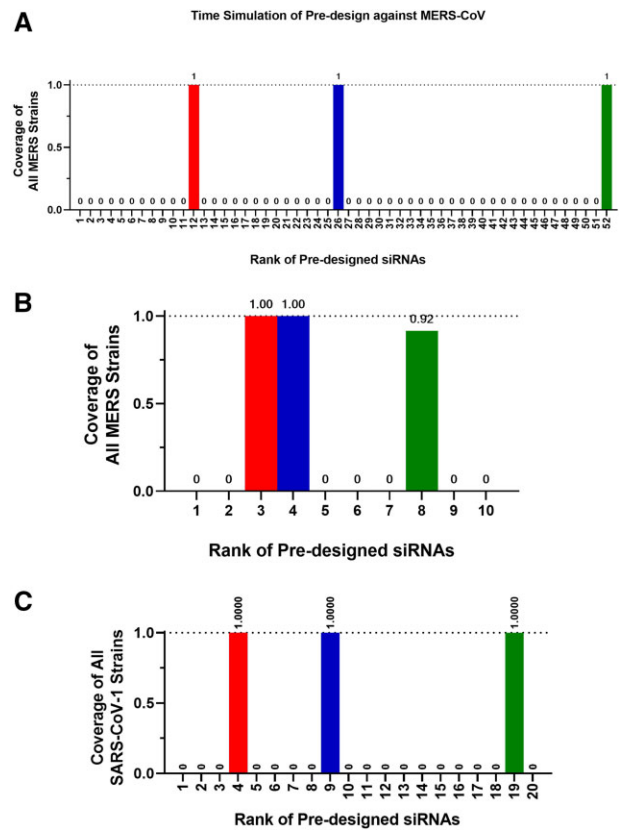 A
Time Simulation of Pre-design against MERS-CoV
Coverage of
All MERS Strains
1.0
0.5
0.0
0 0 0 0 0 0 0 0 0 0 0 1 0 0 0 0 0 0 0 0 0 0 0 0 0 1 0 0 0 0 0 0 0 0 0 0 0 0 0 0 0 0 0 0 0 0 0 0 0 0 0 1
1 2 3 4 5 6 7 8 9 10 11 12 13 14 15 16 17 18 19 20 21 22 23 24 25 26 27 28 29 30 31 32 33 34 35 36 37 38 39 40 41 42 43 44 45 46 47 48 49 50 51 52
Rank of Pre-designed siRNAs
B
Coverage of
All MERS Strains
1.0
0.5
0.0
0 0 1.00 1.00 0 0 0 0.92 0 0
1 2 3 4 5 6 7 8 9 10
Rank of Pre-designed siRNAs
C
Coverage of All
SARS-CoV-1 Strains
1.0
0.5
0.0
0 0 0 1.0000 0 0 0 0 1.0000 0 0 0 0 0 0 0 0 0 1.0000 0
1 2 3 4 5 6 7 8 9 10 11 12 13 14 15 16 17 18 19 20
Rank of Pre-designed siRNAs